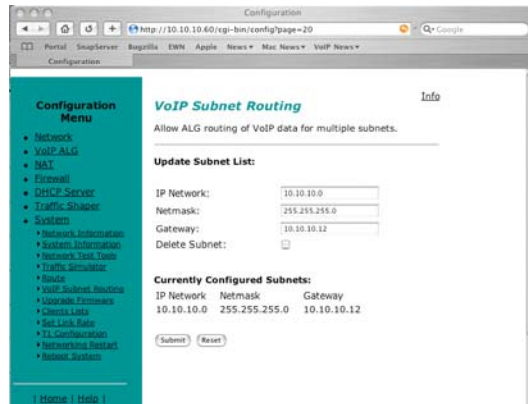 Configuration
http://10.10.10.60/cgi-bin/config?page=20
Google
Portal SnapServer Bugzilla EWN Apple News Mac News VoIP News
Configuration
Configuration Menu
Network
VoIP ALG
NAT
Firewall
DHCP Server
Traffic Shaper
System
Network Information
System Information
Network Test Tools
Traffic Simulator
Route
VoIP Subnet Routing
Upgrade Firmware
Clients Lists
Set Link Rate
T1 Configuration
Networking Restart
Reboot System
| Home | Help |
Info
VoIP Subnet Routing
Allow ALG routing of VoIP data for multiple subnets.
Update Subnet List:
IP Network: 10.10.10.0
Netmask: 255.255.255.0
Gateway: 10.10.10.12
Delete Subnet:
Currently Configured Subnets:
IP Network Netmask Gateway
10.10.10.0 255.255.255.0 10.10.10.12
Submit Reset